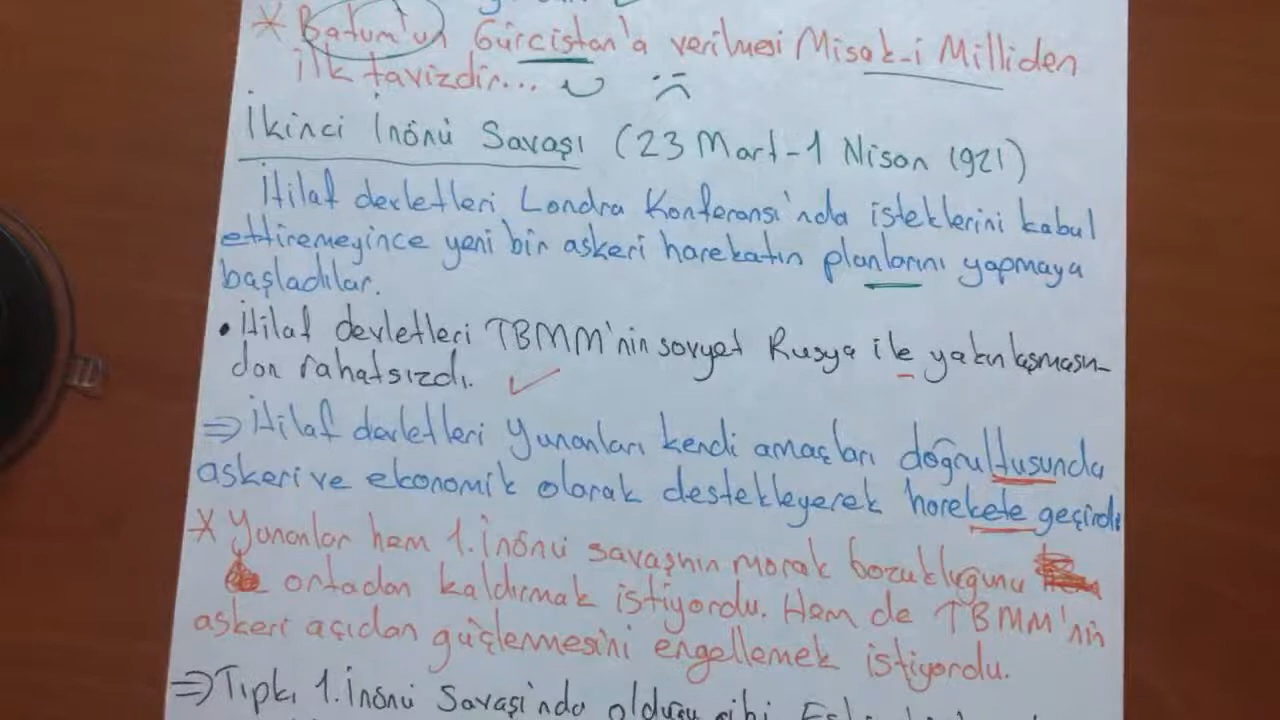 * Batum'un Gürcistan'a verilmesi Misak-i Milliden
ilk tavizdir...
İkinci İnönü Savaşı (23 Mart-1 Nisan 1921)
İtilaf devletleri Londra Konferansı'nda isteklerini kabul
ettiremeyince yeni bir askeri harekatın planlarını yapmaya
başladılar.
• İtilaf devletleri TBMM'nin sovyet Rusya ile yakınlaşmasın-
dan rahatsızdı. ✓
⇒ İtilaf devletleri Yunanları kendi amaçları doğrultusunda
askeri ve ekonomik olarak destekleyerek harekete geçirdi
* Yunanlar hem 1. İnönü savaşının moral bozukluğunu
ortadan kaldırmak istiyordu. Hem de TBMM'nin
askeri açıdan güçlenmesini engellemek istiyordu.
⇒ Tıpkı 1. İnönü Savaşı'nda olduğu gibi